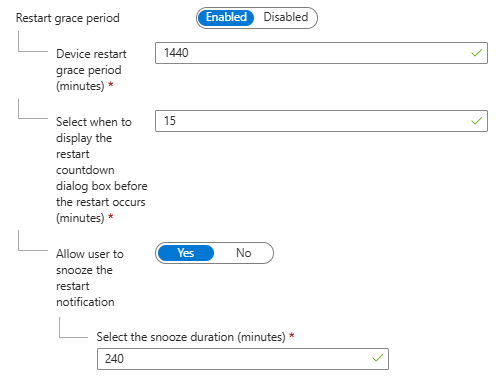 Restart grace period Enabled Disabled
Device restart 1440
grace period
(minutes) *
Select when to 15
display the
restart
countdown
dialog box before
the restart occurs
(minutes) *
Allow user to Yes No
snooze the
restart
notification
Select the snooze duration (minutes) *
240